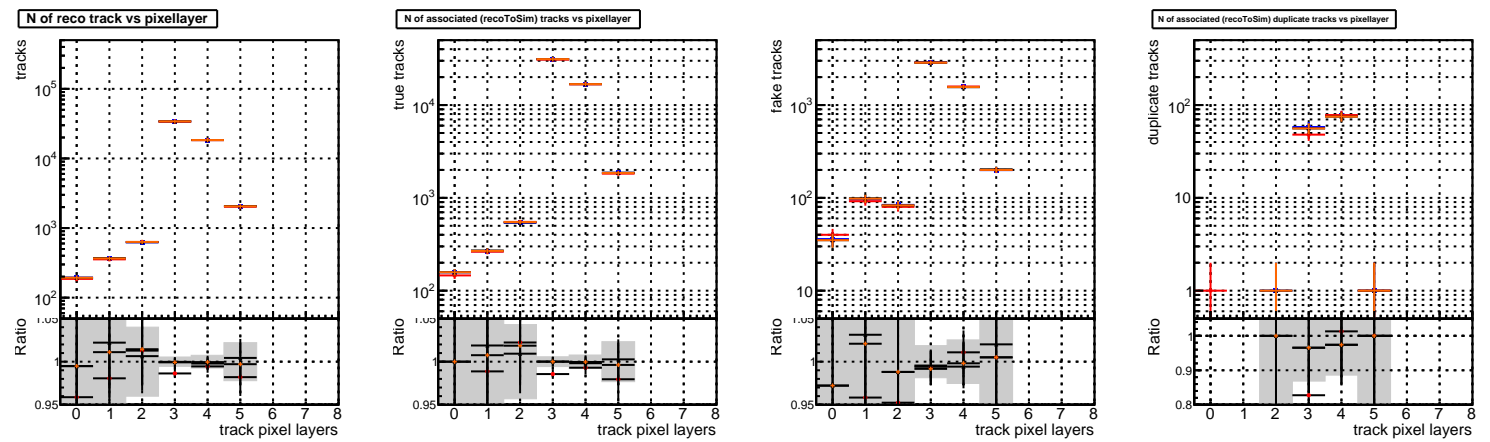 N of reco track vs pixellayer
tracks
10^5
10^4
10^3
10^2
Ratio
1.05
1
0.95
0 1 2 3 4 5 6 7 8
track pixel layers
N of associated (recoToSim) tracks vs pixellayer
true tracks
10^4
10^3
10^2
Ratio
1.05
1
0.95
0 1 2 3 4 5 6 7 8
track pixel layers
fake tracks
10^3
10^2
10
Ratio
1.05
1
0.95
0 1 2 3 4 5 6 7 8
track pixel layers
N of associated (recoToSim) duplicate tracks vs pixellayer
duplicate tracks
10^2
10
1
Ratio
1
0.9
0.8
0 1 2 3 4 5 6 7 8
track pixel layers